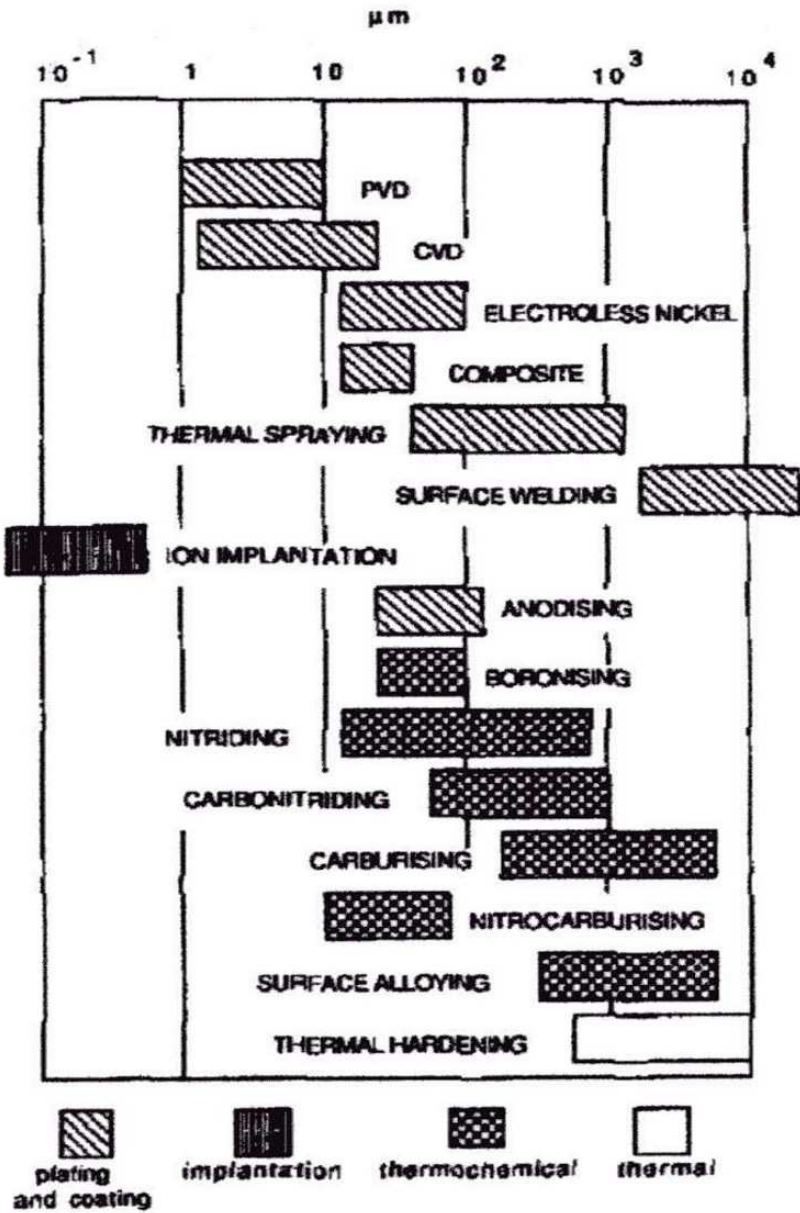 μm
10⁻¹ 1 10 10² 10³ 10⁴
PVD
CVD
ELECTROLESS NICKEL
COMPOSITE
THERMAL SPRAYING
SURFACE WELDING
ION IMPLANTATION
ANODISING
BORONISING
NITRIDING
CARBONITRIDING
CARBURISING
NITROCARBURISING
SURFACE ALLOYING
THERMAL HARDENING
plating implantation thermochemical thermal
and coating